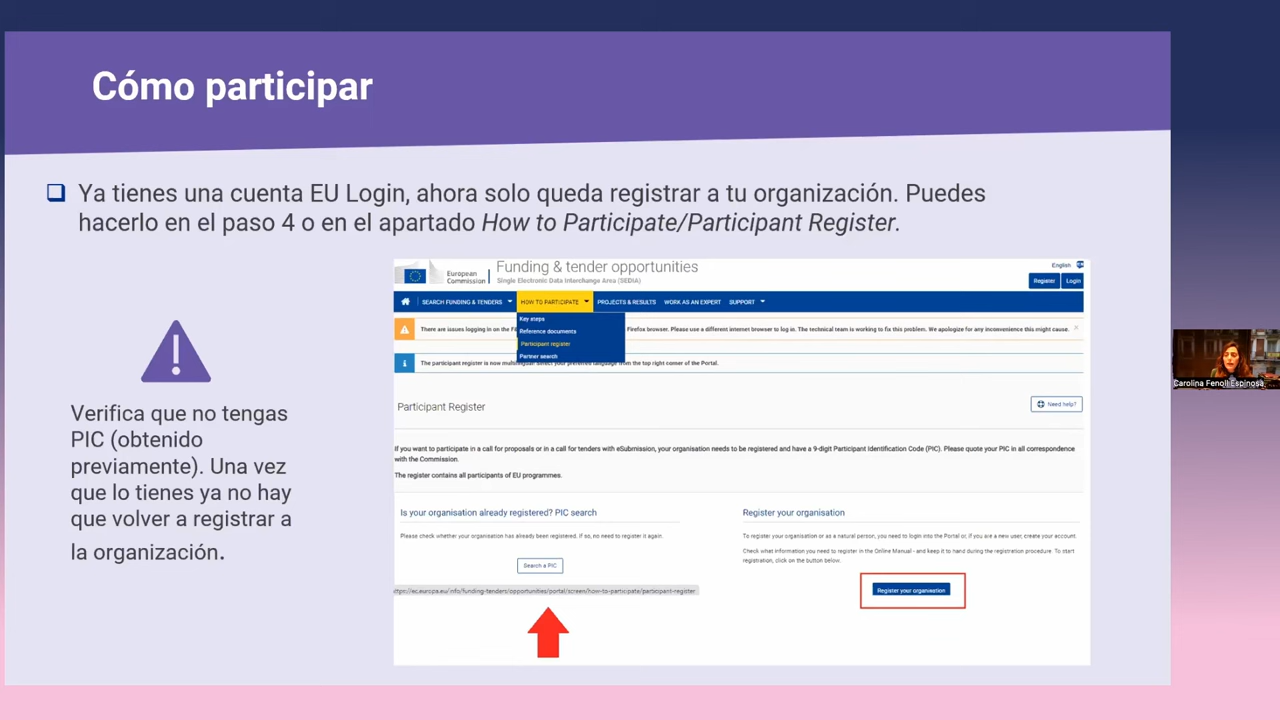 Cómo participar
Ya tienes una cuenta EU Login, ahora solo queda registrar a tu organización. Puedes
hacerlo en el paso 4 o en el apartado How to Participate/Participant Register.
Verifica que no tengas
PIC (obtenido
previamente). Una vez
que lo tienes ya no hay
que volver a registrar a
la organización.
European
Commission
Funding & tender opportunities
Single Electronic Data Interchange Area (SEDIA)
English
Register
Login
SEARCH FUNDING & TENDERS
HOW TO PARTICIPATE
PROJECTS & RESULTS
WORK AS AN EXPERT
SUPPORT
Key steps
Reference documents
Participant register
Partner search
There are issues logging in on the Fi
Firefox browser. Please use a different internet browser to log in. The technical team is working to fix this problem. We apologize for any inconvenience this might cause.
The participant register is now multilingual. Select your preferred language from the top right corner of the Portal.
Participant Register
Need help?
If you want to participate in a call for proposals or in a call for tenders with eSubmission, your organisation needs to be registered and have a 9-digit Participant Identification Code (PIC). Please quote your PIC in all correspondence
with the Commission.
The register contains all participants of EU programmes.
Is your organisation already registered? PIC search
Please check whether your organisation has already been registered. If so, no need to register it again.
Search a PIC
https://ec.europa.eu/info/funding-tenders/opportunities/portal/screen/how-to-participate/participant-register
Register your organisation
To register your organisation or as a natural person, you need to login into the Portal or, if you are a new user, create your account.
Check what information you need to register in the Online Manual - and keep it to hand during the registration procedure. To start
registration, click on the button below.
Register your organisation
Carolina Fenoll Espinosa,